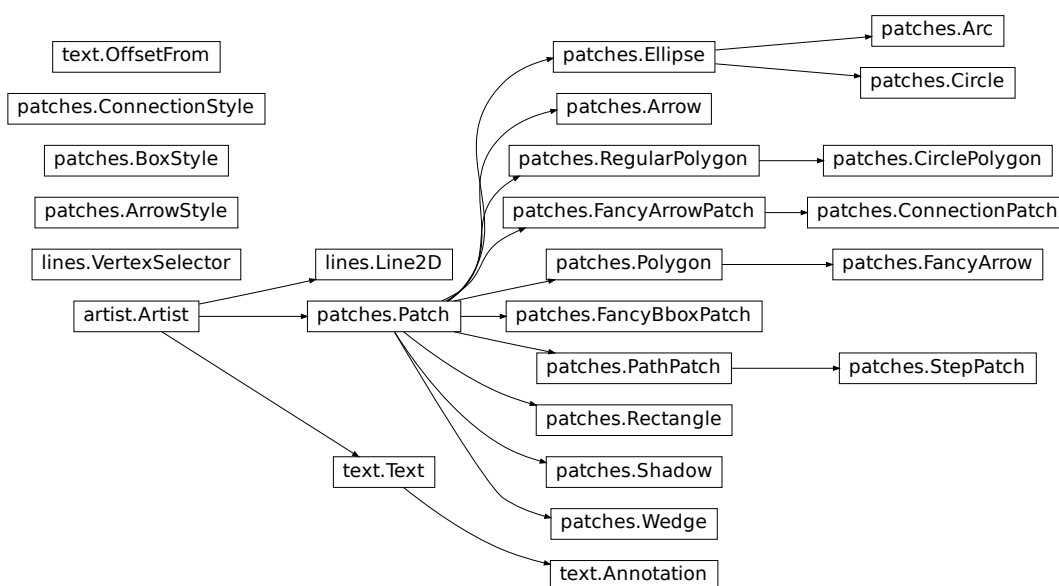 text.OffsetFrom
patches.ConnectionStyle
patches.BoxStyle
patches.ArrowStyle
lines.VertexSelector
artist.Artist
lines.Line2D
patches.Patch
text.Text
patches.Ellipse
patches.Arrow
patches.RegularPolygon
patches.FancyArrowPatch
patches.Polygon
patches.FancyBboxPatch
patches.PathPatch
patches.Rectangle
patches.Shadow
patches.Wedge
text.Annotation
patches.Arc
patches.Circle
patches.CirclePolygon
patches.ConnectionPatch
patches.FancyArrow
patches.StepPatch